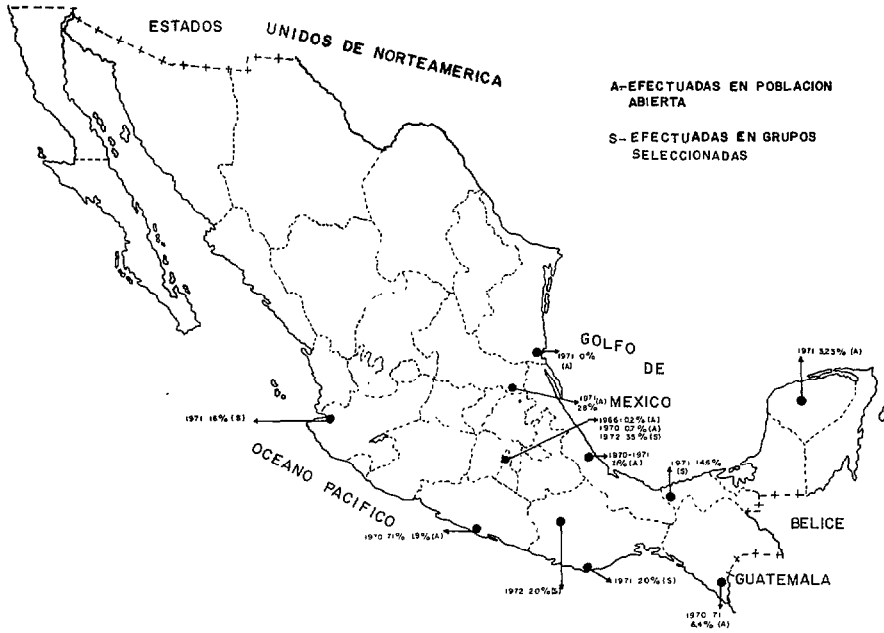 ESTADOS
UNIDOS DE NORTEAMERICA
A-EFECTUADAS EN POBLACION
ABIERTA
S-EFECTUADAS EN GRUPOS
SELECCIONADAS
GOLFO
DE
MEXICO
1971 0%
(A)
1971 3.23% (A)
1971 (A)
28%
1971 16% (S)
1966-0.2% (A)
1970 0.7% (A)
1972 35% (S)
1970-1971
(A)
1971 14.6%
(S)
OCEANO PACIFICO
BELICE
1970 71% 1.9% (A)
1971 20% (S)
1972 20% (S)
GUATEMALA
1970 71
6.4% (A)